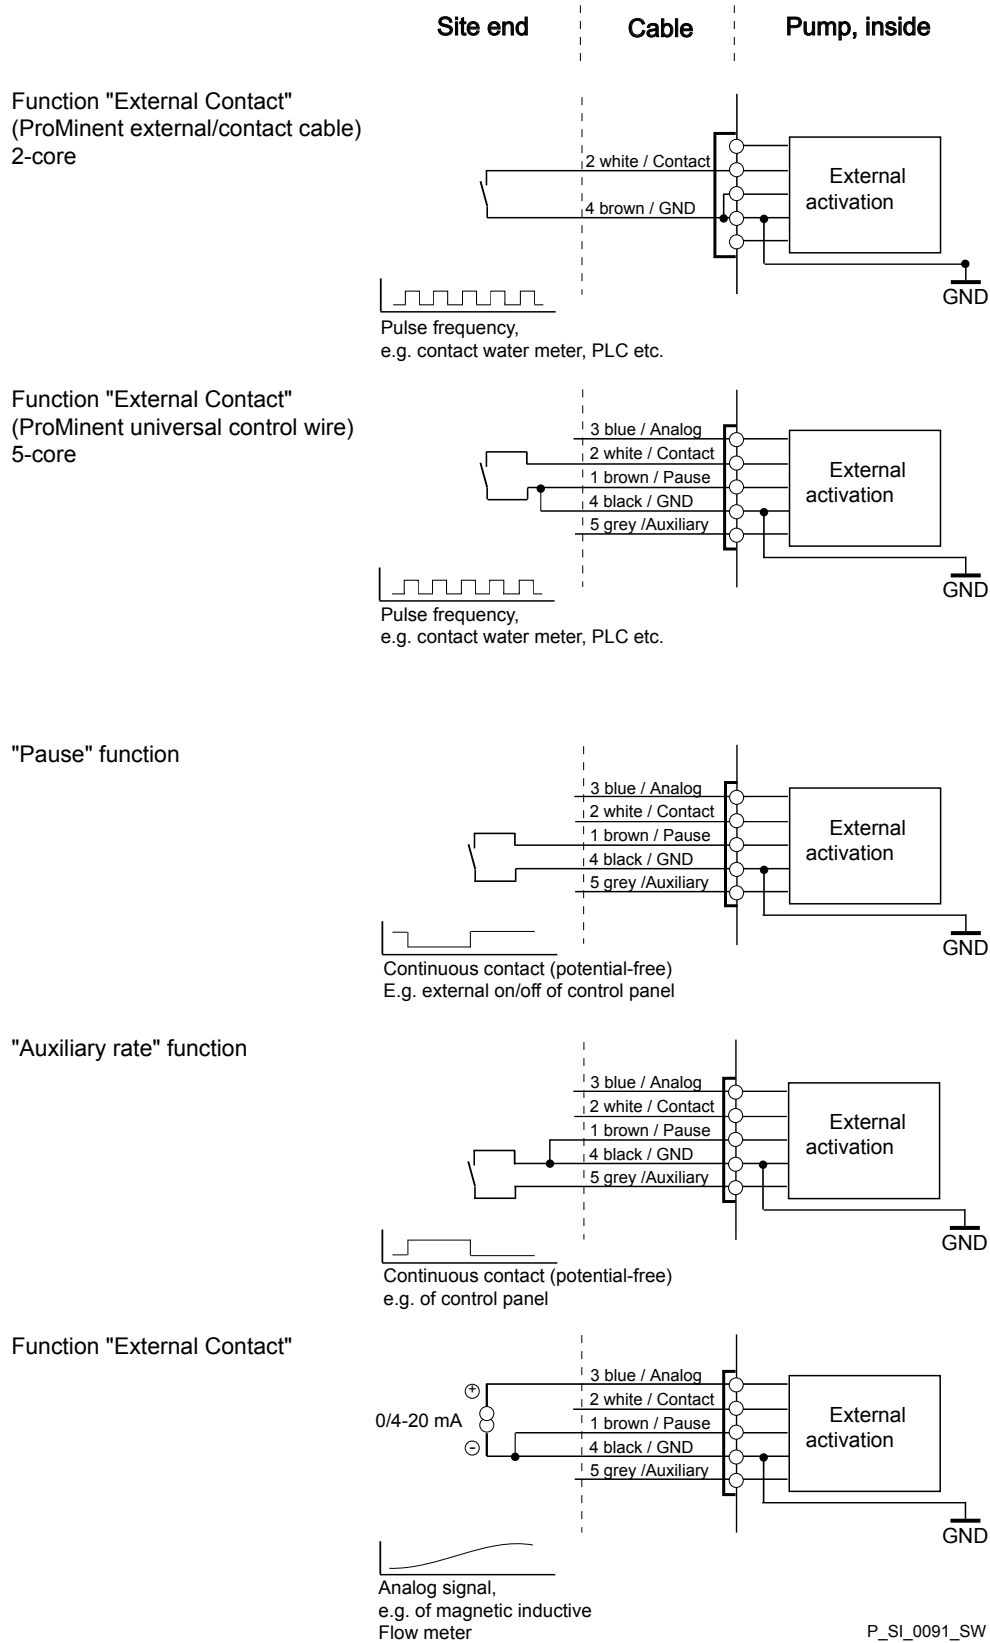 Site end Cable Pump, inside
Function "External Contact"
(ProMinent external/contact cable)
2-core
2 white / Contact
4 brown / GND
External
activation
GND
Pulse frequency,
e.g. contact water meter, PLC etc.
Function "External Contact"
(ProMinent universal control wire)
5-core
3 blue / Analog
2 white / Contact
1 brown / Pause
4 black / GND
5 grey /Auxiliary
External
activation
GND
Pulse frequency,
e.g. contact water meter, PLC etc.
"Pause" function
3 blue / Analog
2 white / Contact
1 brown / Pause
4 black / GND
5 grey /Auxiliary
External
activation
GND
Continuous contact (potential-free)
E.g. external on/off of control panel
"Auxiliary rate" function
3 blue / Analog
2 white / Contact
1 brown / Pause
4 black / GND
5 grey /Auxiliary
External
activation
GND
Continuous contact (potential-free)
e.g. of control panel
Function "External Contact"
+
0/4-20 mA
-
3 blue / Analog
2 white / Contact
1 brown / Pause
4 black / GND
5 grey /Auxiliary
External
activation
GND
Analog signal,
e.g. of magnetic inductive
Flow meter
P_SI_0091_SW